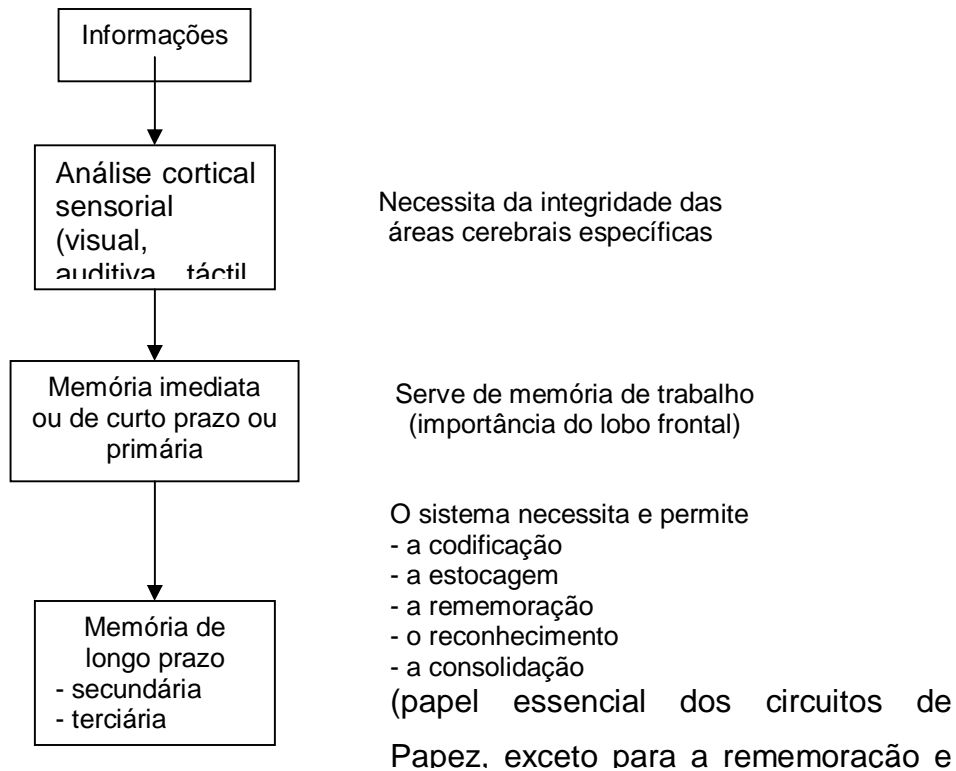 Informações
Análise cortical
sensorial
(visual,
auditiva táctil
Necessita da integridade das
áreas cerebrais específicas
Memória imediata
ou de curto prazo ou
primária
Serve de memória de trabalho
(importância do lobo frontal)
O sistema necessita e permite
- a codificação
- a estocagem
- a rememoração
- o reconhecimento
- a consolidação
(papel essencial dos circuitos de
Papez, exceto para a rememoração e
Memória de
longo prazo
- secundária
- terciária